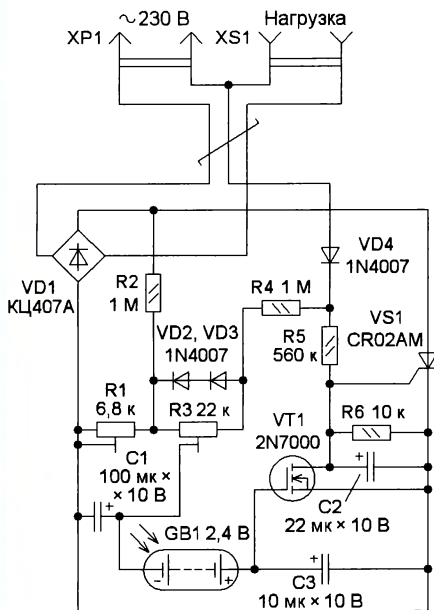 ~230 В
Нагрузка
XP1
XS1
VD1
КЦ407А
R2
1 М
VD4
1N4007
R4 1 М
VD2, VD3
1N4007
R5
560 к
VS1
CR02AM
R1
6,8 к
R3 22 к
VT1
2N7000
R6 10 к
C1
100 мк ×
× 10 В
+
+
C2
22 мк × 10 В
GB1 2,4 В
-
+
+
C3
10 мк × 10 В